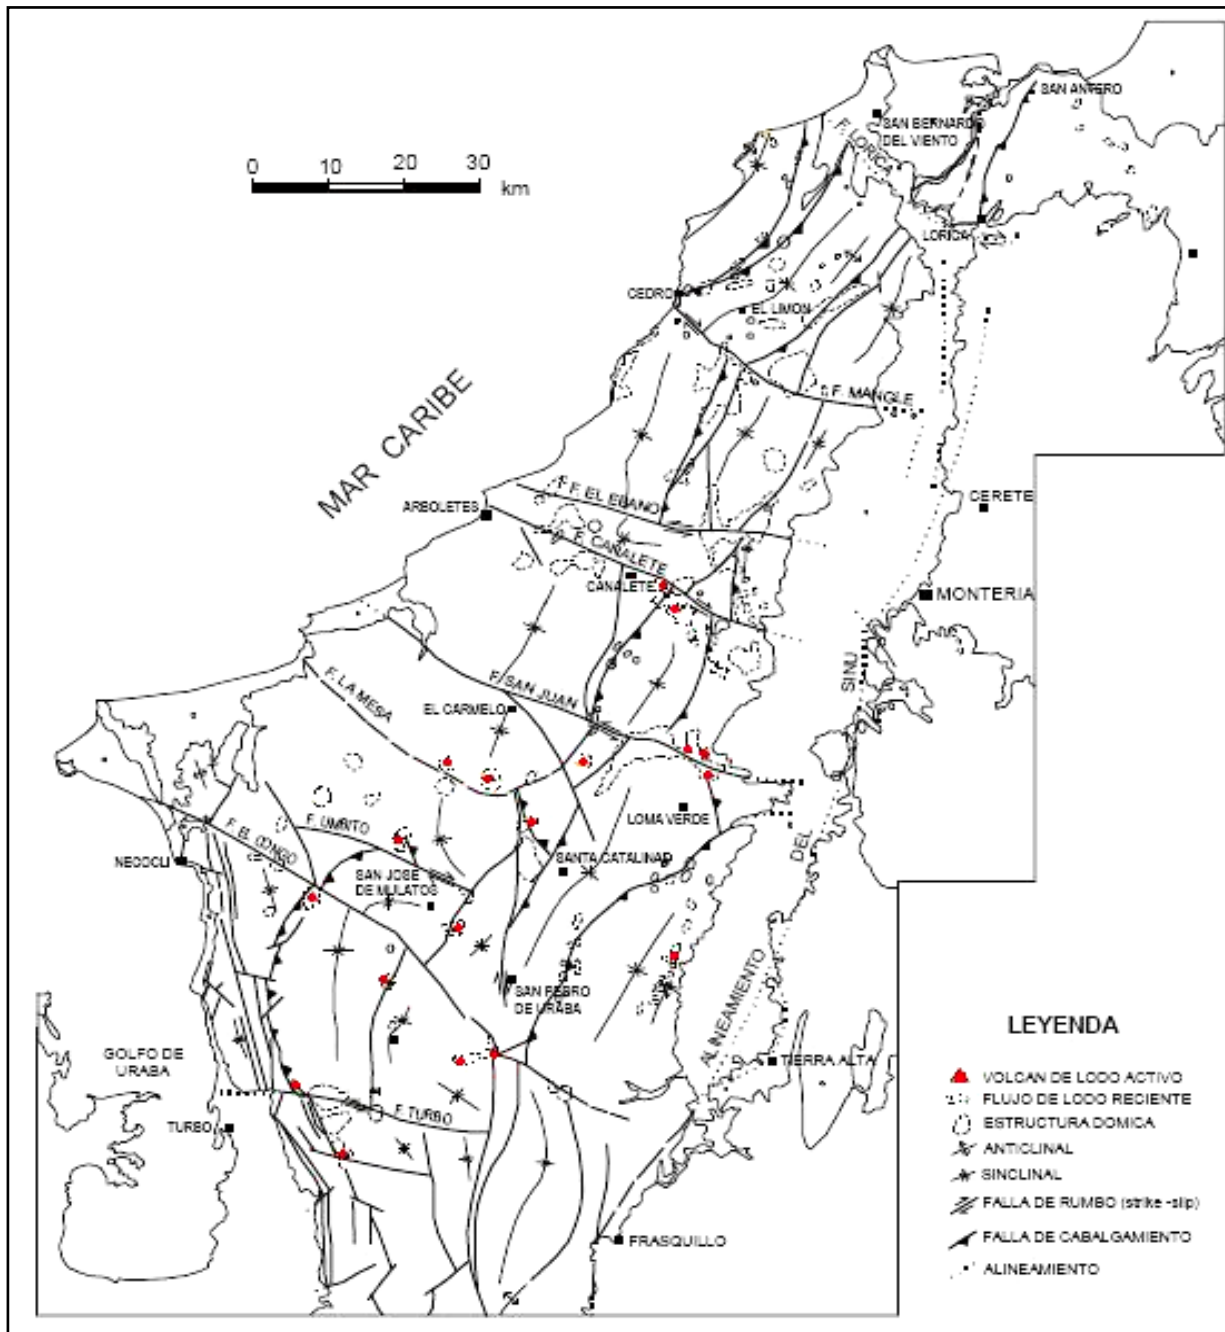 SAN ANTERO
SAN BERNARDO
DEL VIENTO
F. LORICA
0 10 20 30
km
LORICA
CEDRO
EL LIMON
F. MANGLE
MAR CARIBE
F. EL EBANO
CERETE
ARBOLETES
F. CAÑALETE
CANALETE
MONTERIA
SINU
F. SAN JUAN
F. LA MESA
EL CARMELO
LOMA VERDE
DEL
F. UMBITO
F. EL CONGO
NECOCLI
SANTA CATALINA
SAN JOSE
DE MULATOS
SAN PEDRO
DE URABA
ALINEAMIENTO
GOLFO DE
URABA
TIERRA ALTA
TURBO
F. TURBO
FRASQUILLO
LEYENDA
VOLCAN DE LODO ACTIVO
FLUJO DE LODO RECIENTE
ESTRUCTURA DOMICA
ANTICLINAL
SINCLINAL
FALLA DE RUMBO (strike -slip)
FALLA DE CABALGAMIENTO
ALINEAMIENTO